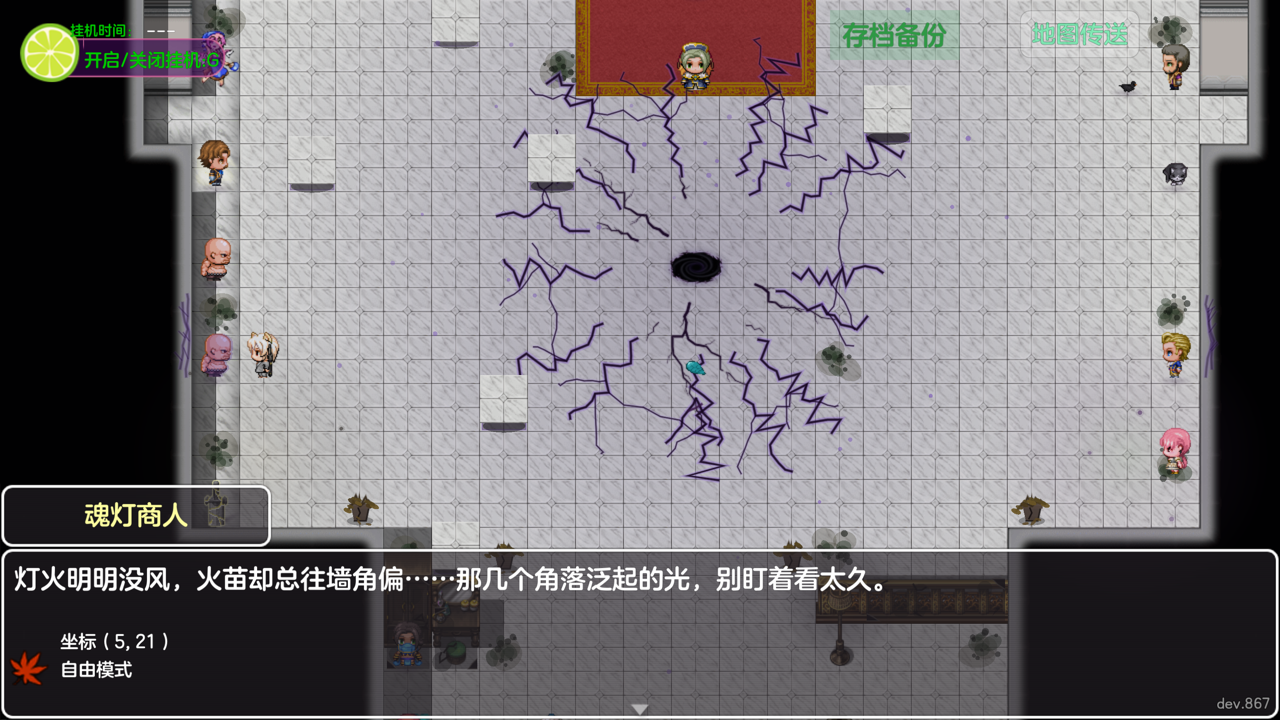 挂机时间: ---
开启/关闭挂机:G
存档备份
地图传送
魂灯商人
灯火明明没风，火苗却总往墙角偏……那几个角落泛起的光，别盯着看太久。
坐标 ( 5, 21 )
自由模式
dev.867